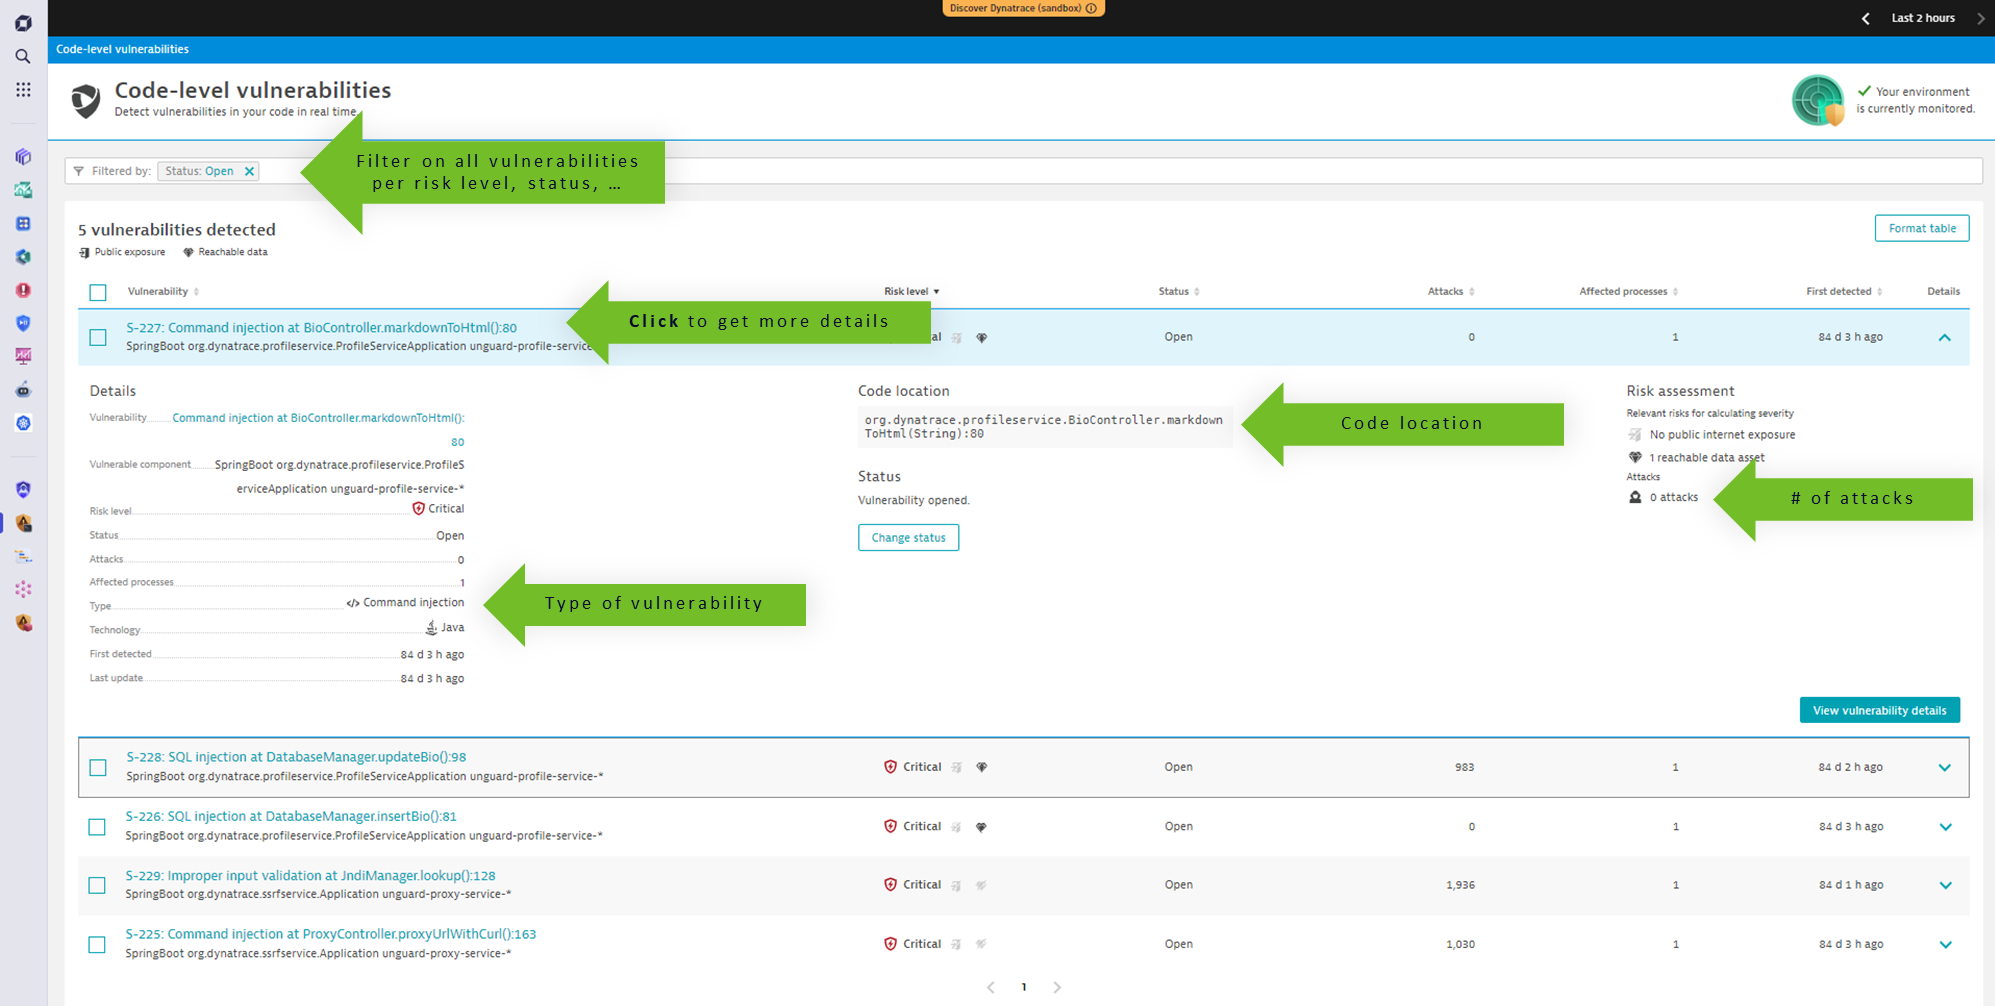 Discover Dynatrace (sandbox)
Last 2 hours
Code-level vulnerabilities
Code-level vulnerabilities
Detect vulnerabilities in your code in real time.
Your environment
is currently monitored.
Filtered by: Status: Open
Filter on all vulnerabilities
per risk level, status, …
5 vulnerabilities detected
Format table
Public exposure Reachable data
Vulnerability Risk level Status Attacks Affected processes First detected Details
S-227: Command injection at BioController.markdownToHtml():80
SpringBoot org.dynatrace.profileservice.ProfileServiceApplication unguard-profile-service
Click to get more details
al Open 0 1 84 d 3 h ago
Details
Vulnerability Command injection at BioController.markdownToHtml():
80
Vulnerable component SpringBoot org.dynatrace.profileservice.ProfileS
erviceApplication unguard-profile-service-*
Risk level Critical
Status Open
Attacks 0
Affected processes 1
Type Command injection
Technology Java
First detected 84 d 3 h ago
Last update 84 d 3 h ago
Type of vulnerability
Code location
org.dynatrace.profileservice.BioController.markdown
ToHtml(String):80
Code location
Status
Vulnerability opened.
Change status
Risk assessment
Relevant risks for calculating severity
No public internet exposure
1 reachable data asset
Attacks
0 attacks
# of attacks
View vulnerability details
S-228: SQL injection at DatabaseManager.updateBio():98
SpringBoot org.dynatrace.profileservice.ProfileServiceApplication unguard-profile-service-*
Critical Open 983 1 84 d 2 h ago
S-226: SQL injection at DatabaseManager.insertBio():81
SpringBoot org.dynatrace.profileservice.ProfileServiceApplication unguard-profile-service-*
Critical Open 0 1 84 d 3 h ago
S-229: Improper input validation at JndiManager.lookup():128
SpringBoot org.dynatrace.ssrfservice.Application unguard-proxy-service-*
Critical Open 1,936 1 84 d 1 h ago
S-225: Command injection at ProxyController.proxyUrlWithCurl():163
SpringBoot org.dynatrace.ssrfservice.Application unguard-proxy-service-*
Critical Open 1,030 1 84 d 3 h ago
1